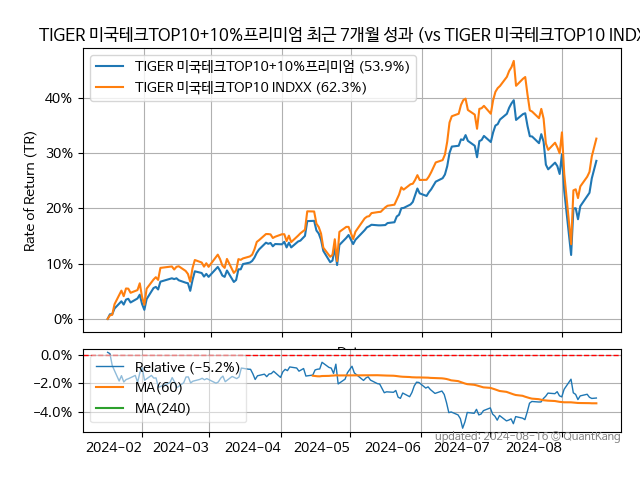 TIGER 미국테크TOP10+10%프리미엄 최근 7개월 성과 (vs TIGER 미국테크TOP10 INDX
TIGER 미국테크TOP10+10%프리미엄 (53.9%)
TIGER 미국테크TOP10 INDXX (62.3%)
Rate of Return (TR)
40%
30%
20%
10%
0%
0.0%
−2.0%
−4.0%
Relative (−5.2%)
MA(60)
MA(240)
updated: 2024-08-16 © QuantKang
2024-02 2024-03 2024-04 2024-05 2024-06 2024-07 2024-08